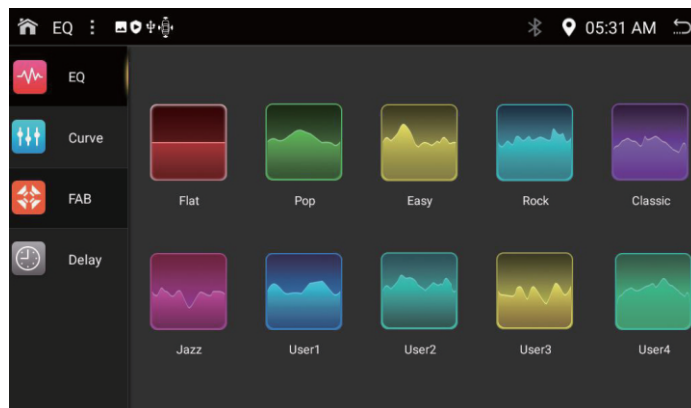 EQ
05:31 AM
EQ
Curve
FAB
Delay
Flat Pop Easy Rock Classic
Jazz User1 User2 User3 User4